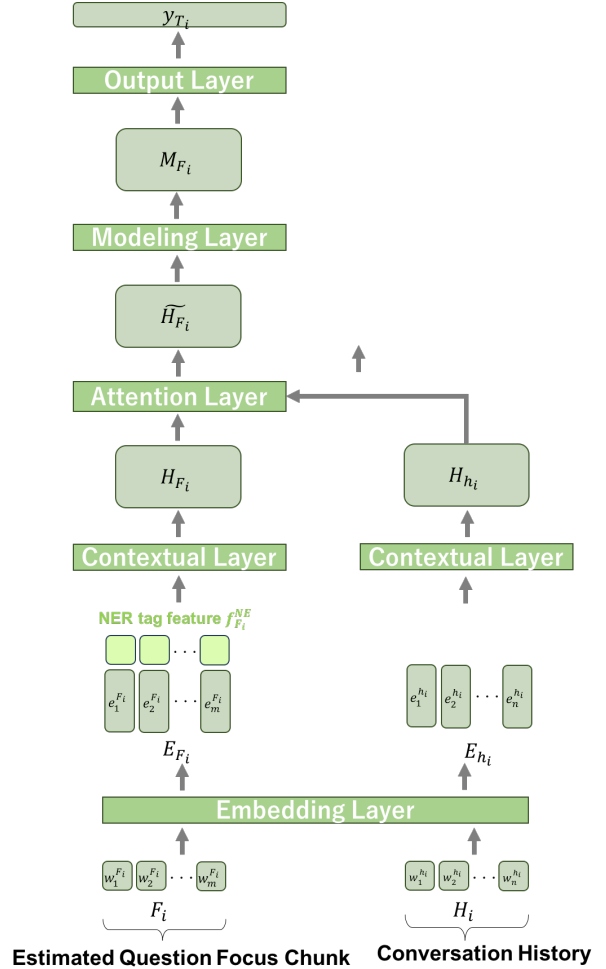 y_{T_i}
Output Layer
M_{F_i}
Modeling Layer
\widetilde{H_{F_i}}
Attention Layer
H_{F_i}
H_{h_i}
Contextual Layer
Contextual Layer
NER tag feature f_{F_i}^{NE}
...
e_1^{F_i} e_2^{F_i} ... e_m^{F_i}
e_1^{h_i} e_2^{h_i} ... e_n^{h_i}
E_{F_i}
E_{h_i}
Embedding Layer
w_1^{F_i} w_2^{F_i} ... w_m^{F_i}
w_1^{h_i} w_2^{h_i} ... w_n^{h_i}
F_i
H_i
Estimated Question Focus Chunk
Conversation History